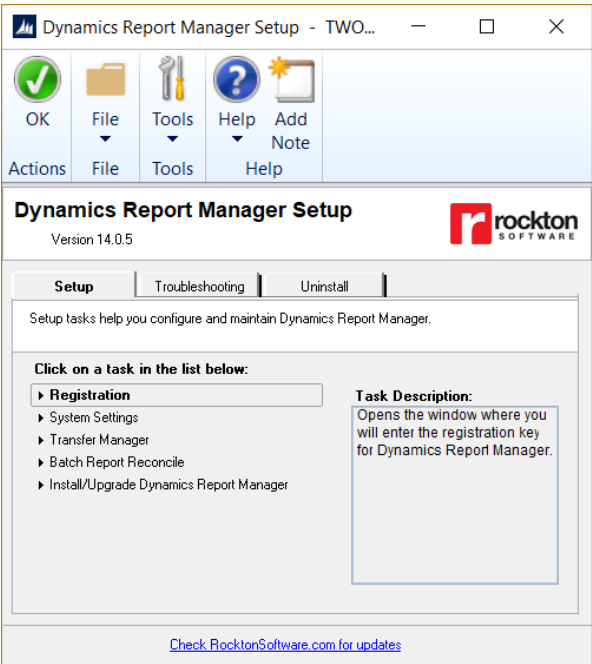 Dynamics Report Manager Setup - TWO...
OK
File
Tools
Help
Add
Note
Actions
File
Tools
Help
Dynamics Report Manager Setup
Version 14.0.5
rockton
SOFTWARE
Setup
Troubleshooting
Uninstall
Setup tasks help you configure and maintain Dynamics Report Manager.
Click on a task in the list below:
Registration
System Settings
Transfer Manager
Batch Report Reconcile
Install/Upgrade Dynamics Report Manager
Task Description:
Opens the window where you
will enter the registration key
for Dynamics Report Manager.
Check RocktonSoftware.com for updates